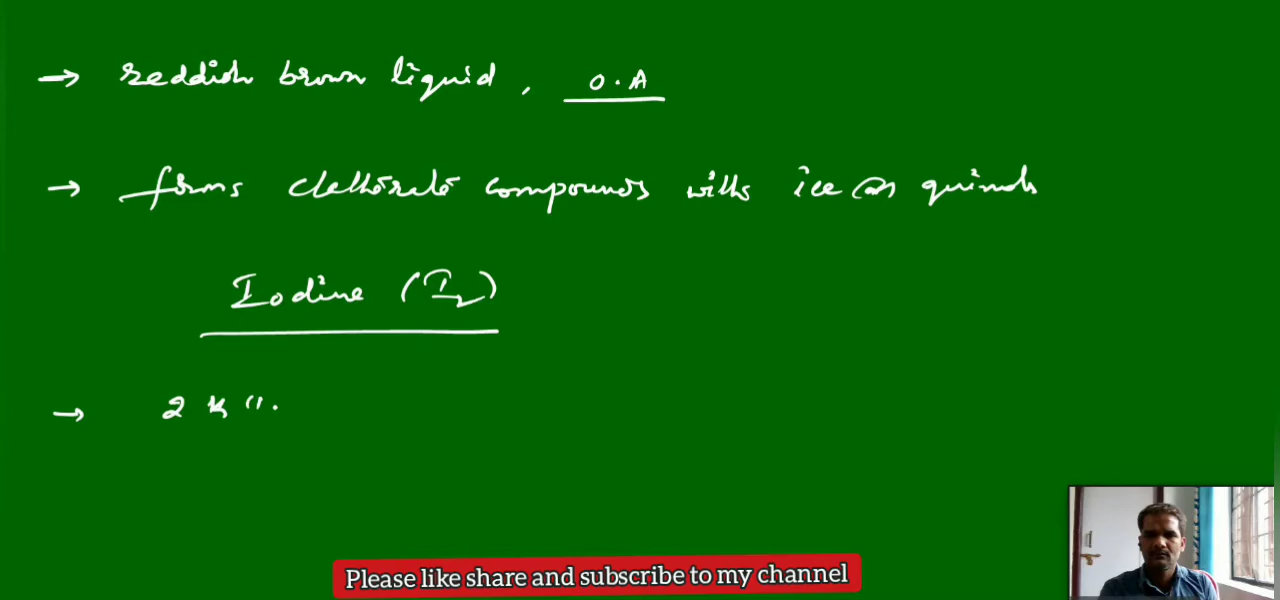 → reddish brown liquid, O.A
→ forms clathrate compounds with ice or quinols
Iodine (I2)
→ 2 K
Please like share and subscribe to my channel